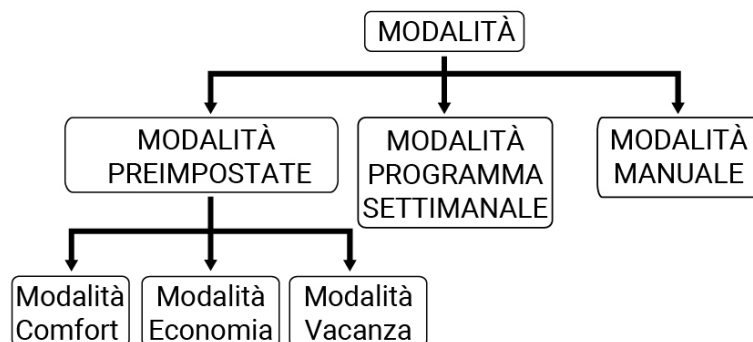 MODALITÀ
MODALITÀ
PREIMPOSTATE
MODALITÀ
PROGRAMMA
SETTIMANALE
MODALITÀ
MANUALE
Modalità
Comfort
Modalità
Economia
Modalità
Vacanza